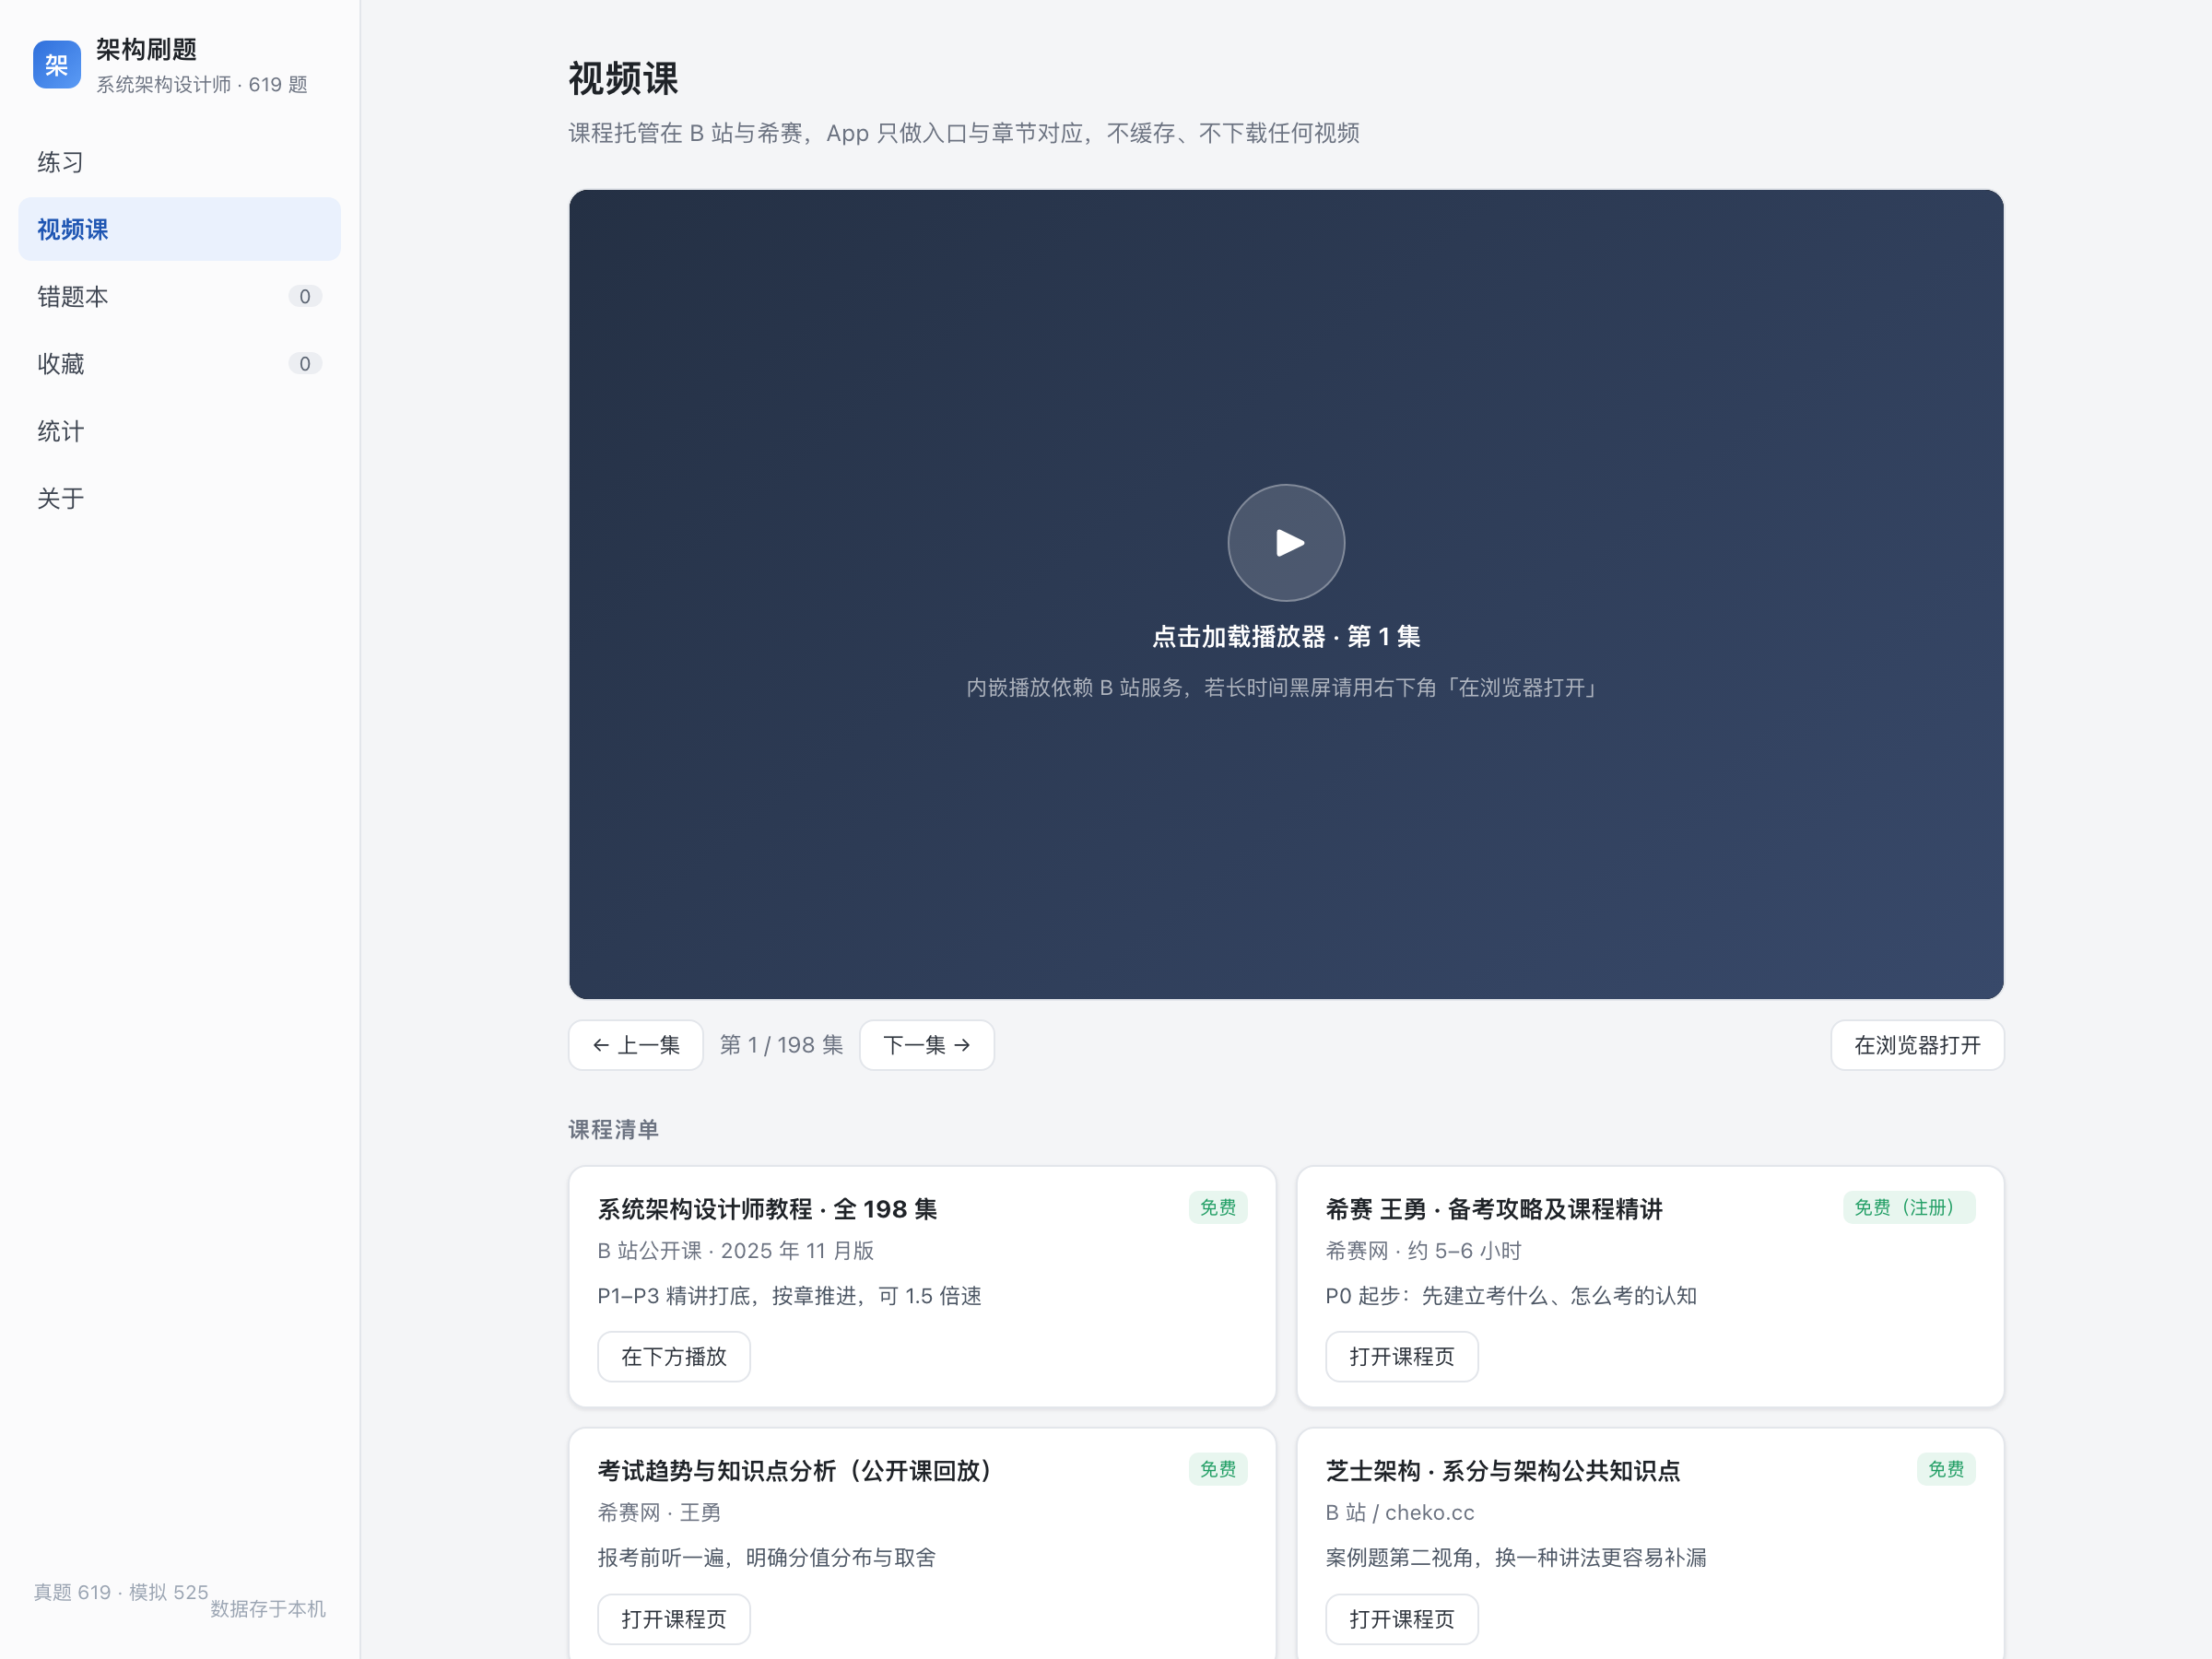 架
架构刷题
系统架构设计师 · 619 题
练习
视频课
错题本 0
收藏 0
统计
关于
真题 619 · 模拟 525
数据存于本机
视频课
课程托管在 B 站与希赛，App 只做入口与章节对应，不缓存、不下载任何视频
点击加载播放器 · 第 1 集
内嵌播放依赖 B 站服务，若长时间黑屏请用右下角「在浏览器打开」
← 上一集 第 1 / 198 集 下一集 → 在浏览器打开
课程清单
系统架构设计师教程 · 全 198 集 免费
B 站公开课 · 2025 年 11 月版
P1–P3 精讲打底，按章推进，可 1.5 倍速
在下方播放
希赛 王勇 · 备考攻略及课程精讲 免费（注册）
希赛网 · 约 5–6 小时
P0 起步：先建立考什么、怎么考的认知
打开课程页
考试趋势与知识点分析（公开课回放） 免费
希赛网 · 王勇
报考前听一遍，明确分值分布与取舍
打开课程页
芝士架构 · 系分与架构公共知识点 免费
B 站 / cheko.cc
案例题第二视角，换一种讲法更容易补漏
打开课程页